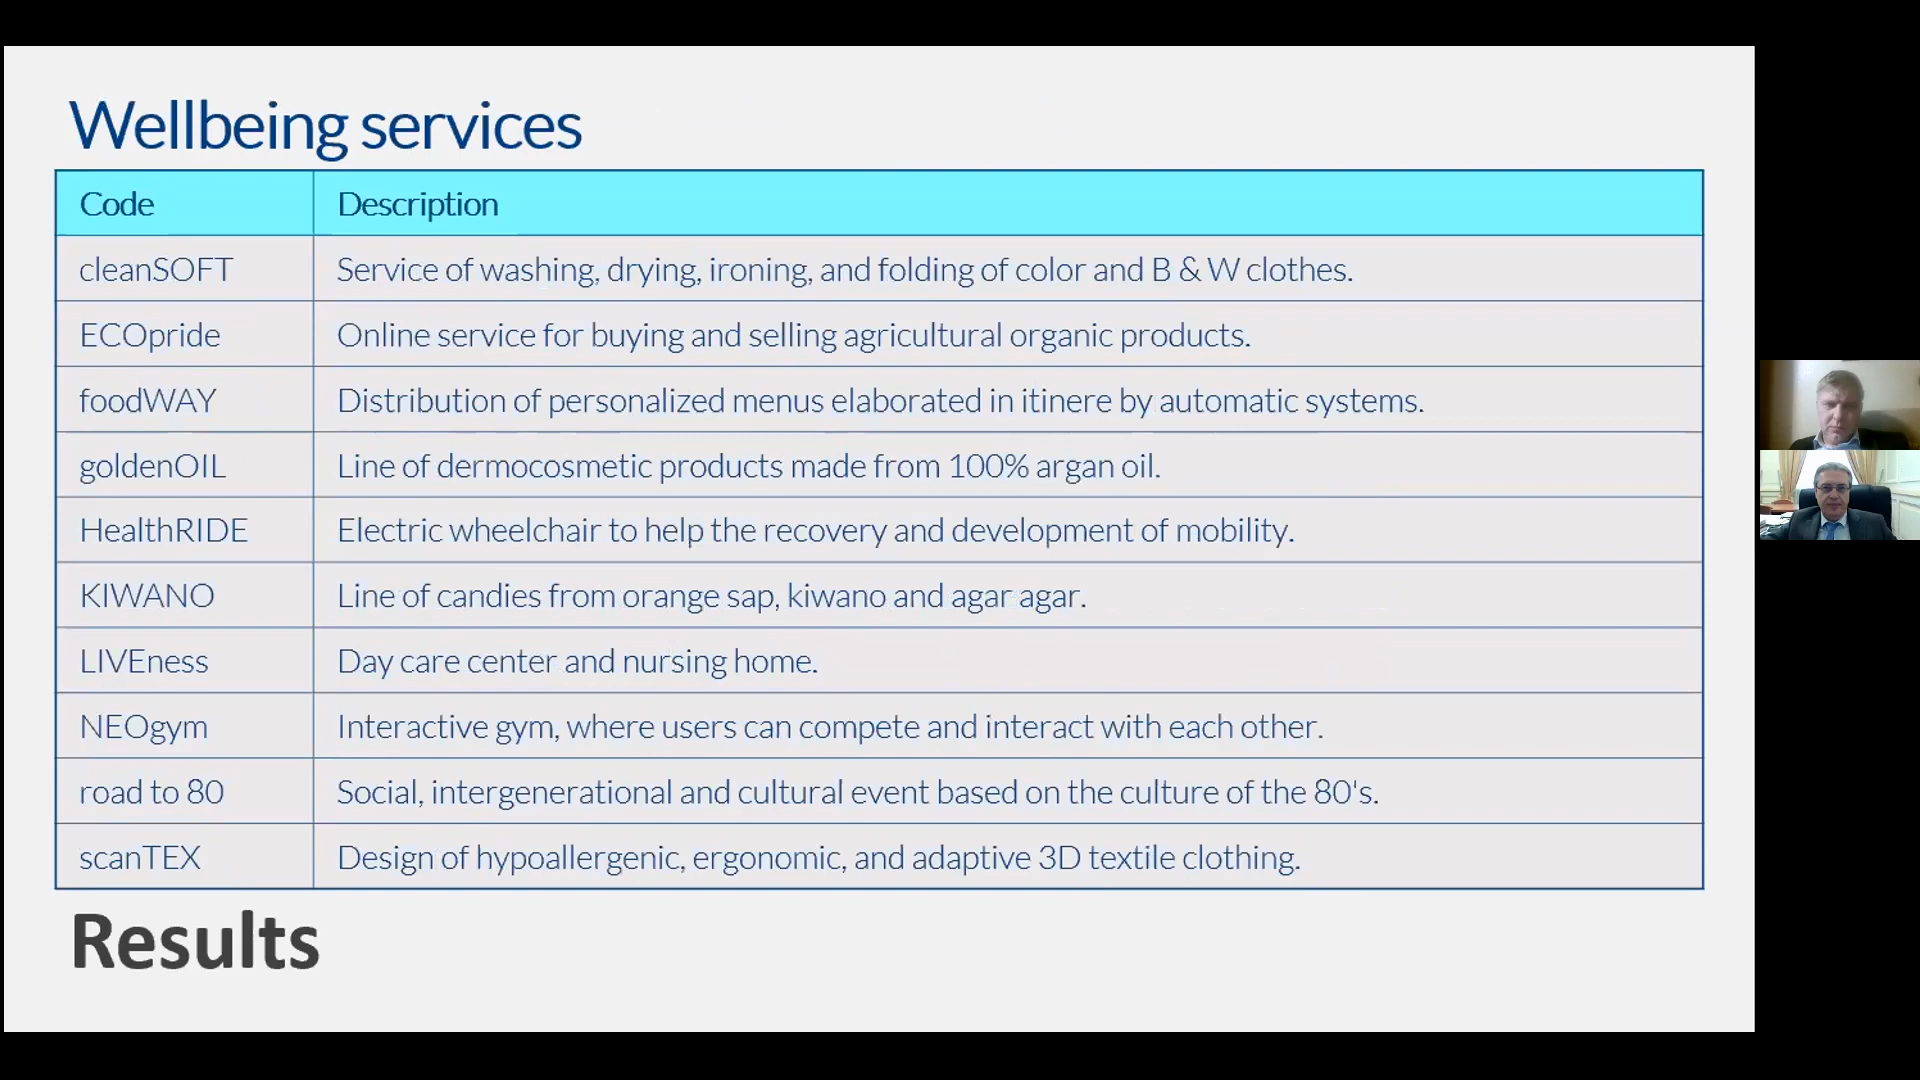 Wellbeing services
Code Description
cleanSOFT Service of washing, drying, ironing, and folding of color and B & W clothes.
ECOpride Online service for buying and selling agricultural organic products.
foodWAY Distribution of personalized menus elaborated in itinere by automatic systems.
goldenOIL Line of dermocosmetic products made from 100% argan oil.
HealthRIDE Electric wheelchair to help the recovery and development of mobility.
KIWANO Line of candies from orange sap, kiwano and agar agar.
LIVEness Day care center and nursing home.
NEOgym Interactive gym, where users can compete and interact with each other.
road to 80 Social, intergenerational and cultural event based on the culture of the 80's.
scanTEX Design of hypoallergenic, ergonomic, and adaptive 3D textile clothing.
Results